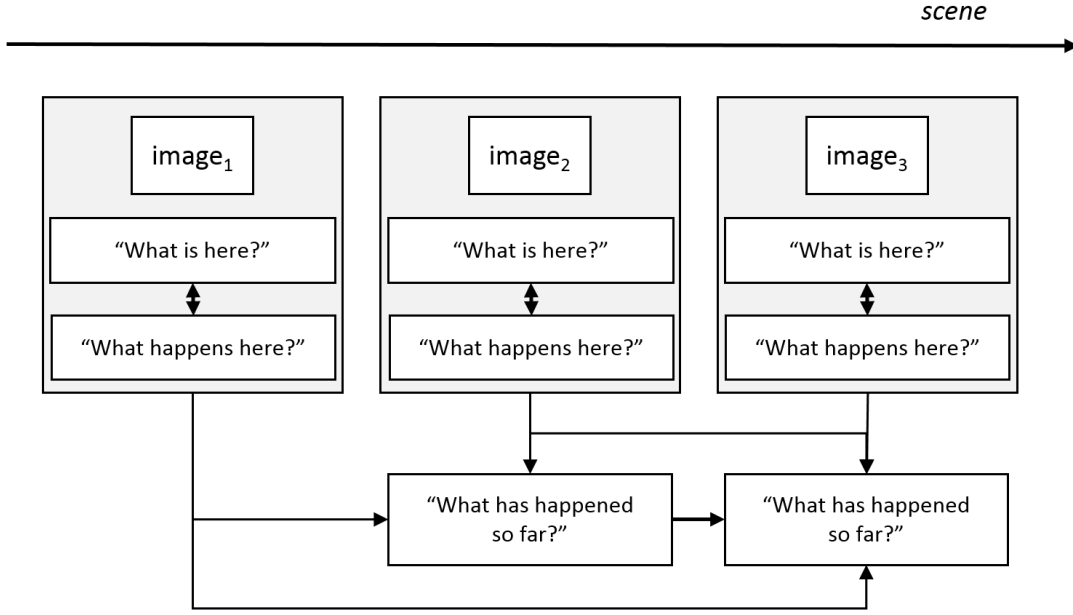 scene
image₁
image₂
image₃
“What is here?”
“What is here?”
“What is here?”
“What happens here?”
“What happens here?”
“What happens here?”
“What has happened
so far?”
“What has happened
so far?”